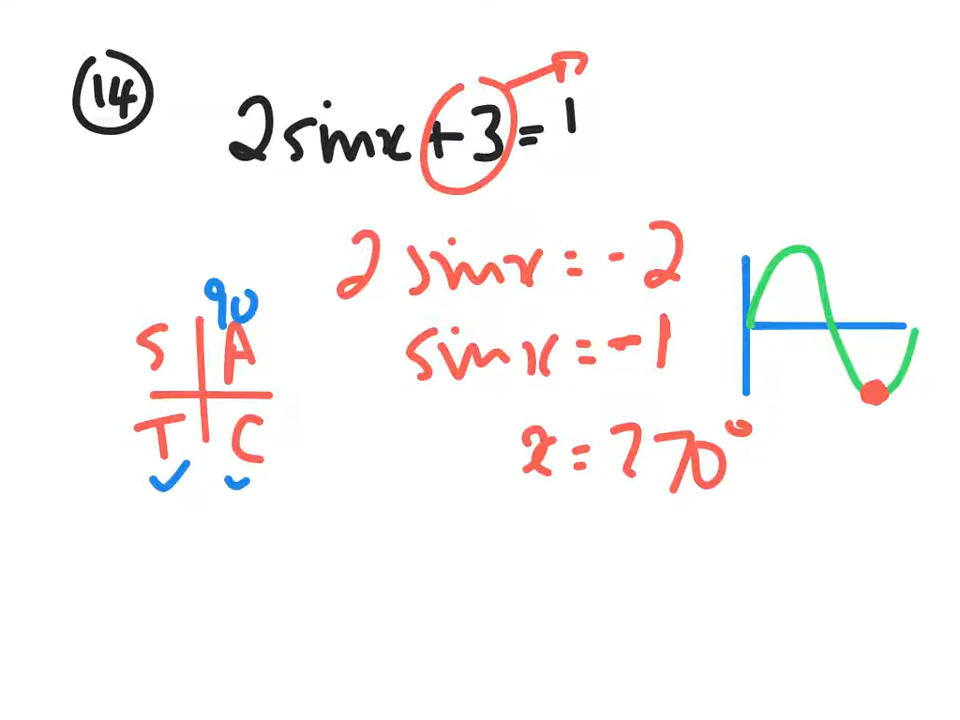 14
2sinx+3=1
2sinx=-2
90
S A
sinx=-1
T C
x=270°